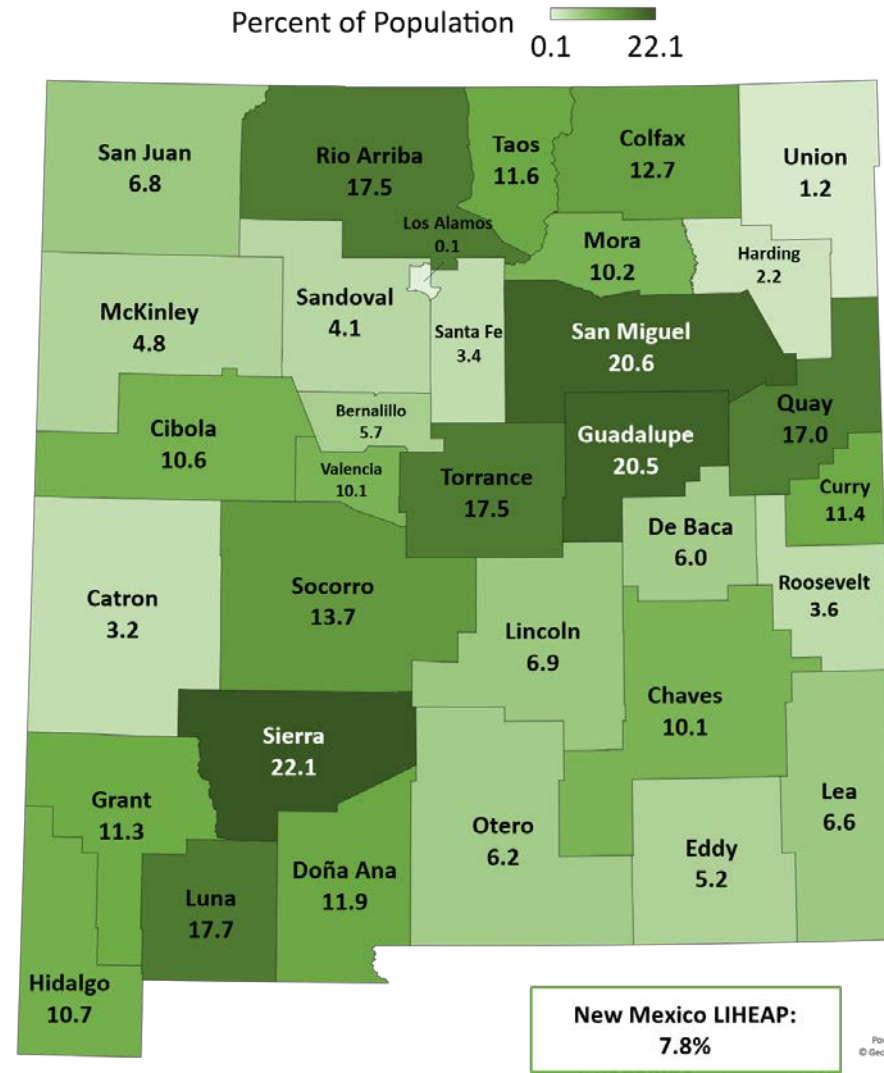 Percent of Population
0.1 22.1
San Juan
6.8
Rio Arriba
17.5
Taos
11.6
Colfax
12.7
Union
1.2
Los Alamos
0.1
Mora
10.2
Harding
2.2
McKinley
4.8
Sandoval
4.1
Santa Fe
3.4
San Miguel
20.6
Quay
17.0
Cibola
10.6
Bernalillo
5.7
Valencia
10.1
Torrance
17.5
Guadalupe
20.5
Curry
11.4
De Baca
6.0
Roosevelt
3.6
Catron
3.2
Socorro
13.7
Lincoln
6.9
Chaves
10.1
Sierra
22.1
Grant
11.3
Otero
6.2
Lea
6.6
Eddy
5.2
Doña Ana
11.9
Luna
17.7
Hidalgo
10.7
New Mexico LIHEAP:
7.8%
Po
© Geo